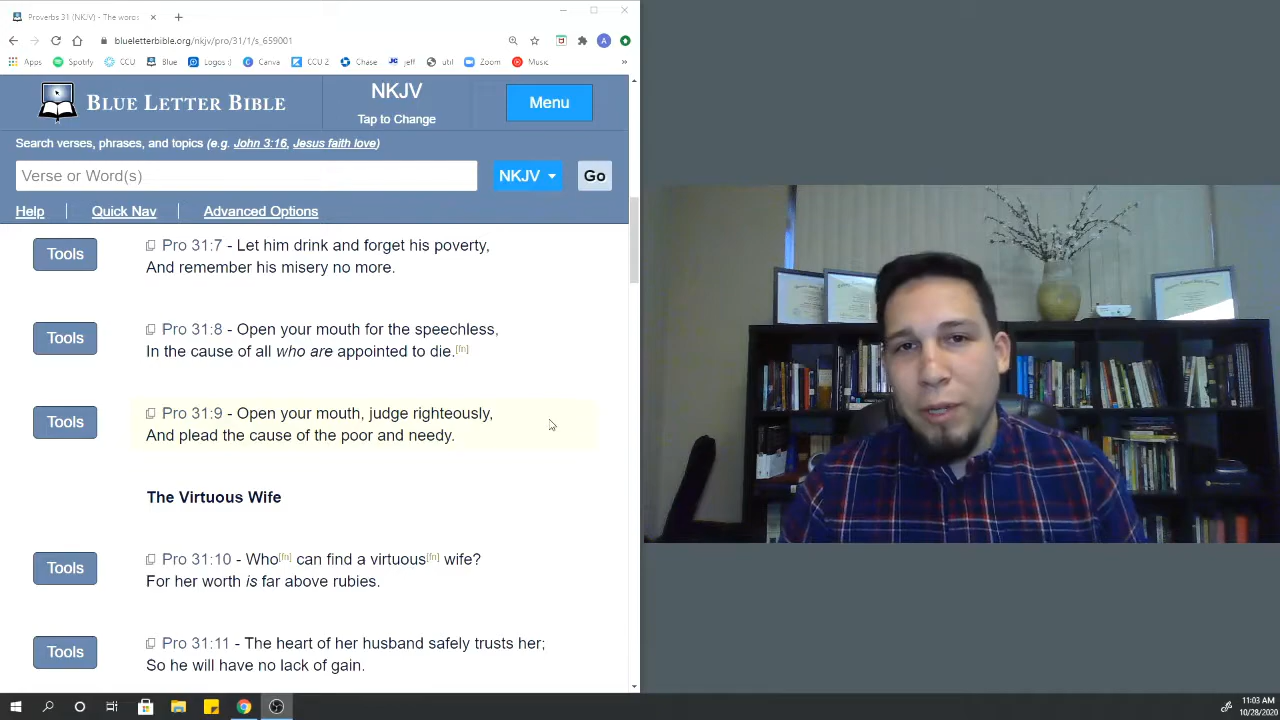 Proverbs 31 (NKJV) - The words
blueletterbible.org/nkjv/pro/31/1/s_659001
A
Apps
Spotify
CCU
Blue
Logos :)
Canva
CCU 2
Chase
jeff
util
Zoom
Music
»
BLUE LETTER BIBLE
NKJV
Tap to Change
Menu
Search verses, phrases, and topics (e.g. John 3:16, Jesus faith love)
Verse or Word(s)
NKJV
Go
Help
Quick Nav
Advanced Options
Tools
Pro 31:7 - Let him drink and forget his poverty,
And remember his misery no more.
Tools
Pro 31:8 - Open your mouth for the speechless,
In the cause of all who are appointed to die.[fn]
Tools
Pro 31:9 - Open your mouth, judge righteously,
And plead the cause of the poor and needy.
The Virtuous Wife
Tools
Pro 31:10 - Who[fn] can find a virtuous[fn] wife?
For her worth is far above rubies.
Tools
Pro 31:11 - The heart of her husband safely trusts her;
So he will have no lack of gain.
11:03 AM
10/28/2020